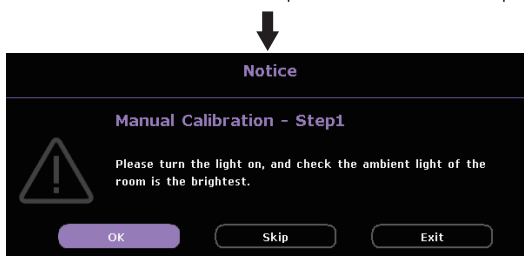 Notice
Manual Calibration - Step1
Please turn the light on, and check the ambient light of the
room is the brightest.
OK Skip Exit